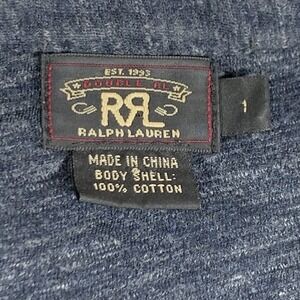 EST. 1993
DOUBLE RL
RRL
RALPH LAUREN
1
MADE IN CHINA
BODY SHELL:
100% COTTON